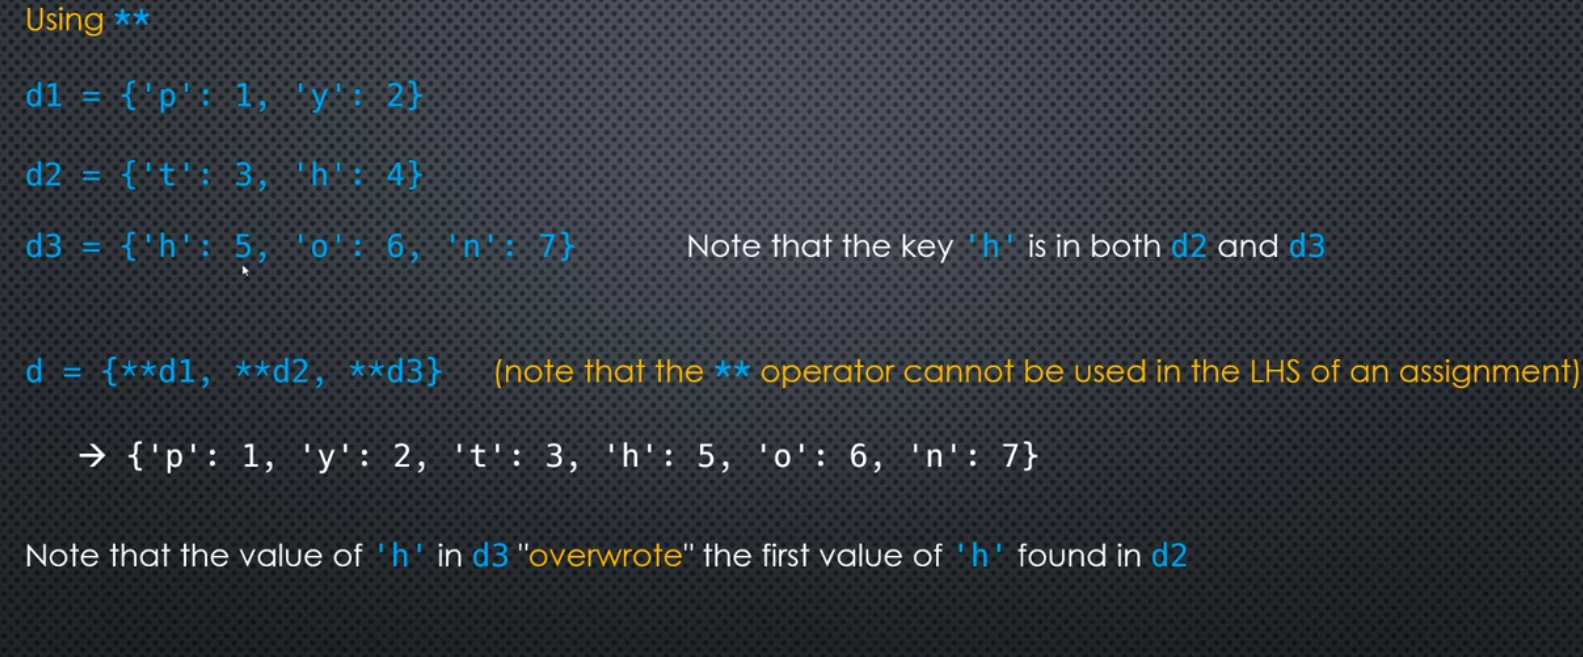 Using **
d1 = {'p': 1, 'y': 2}
d2 = {'t': 3, 'h': 4}
d3 = {'h': 5, 'o': 6, 'n': 7} Note that the key 'h' is in both d2 and d3
d = {**d1, **d2, **d3} (note that the ** operator cannot be used in the LHS of an assignment)
→ {'p': 1, 'y': 2, 't': 3, 'h': 5, 'o': 6, 'n': 7}
Note that the value of 'h' in d3 "overwrote" the first value of 'h' found in d2